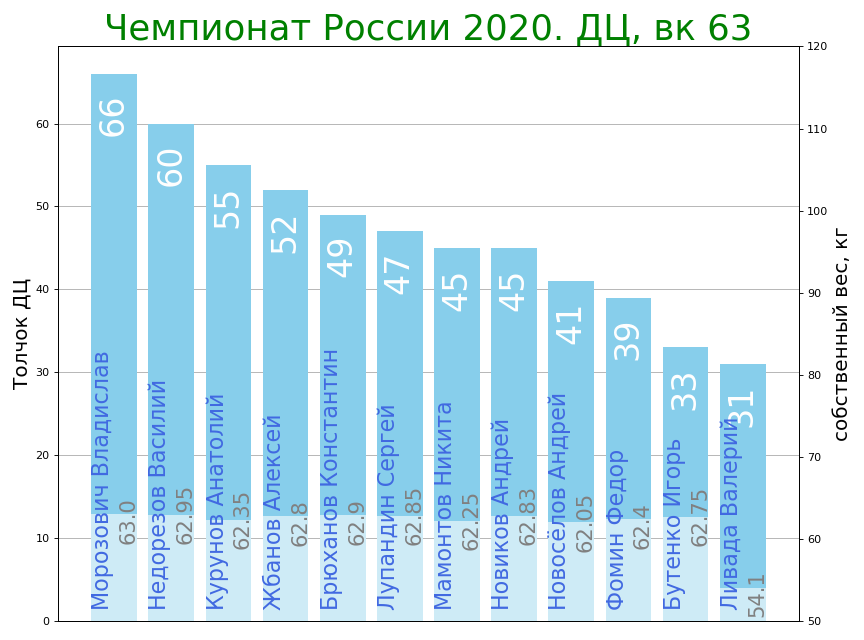 Чемпионат России 2020. ДЦ, вк 63
Толчок ДЦ
60
50
40
30
20
10
0
66
60
55
52
49
47
45
45
41
39
33
31
Морозович Владислав
Недорезов Василий
Курунов Анатолий
Жбанов Алексей
Брюханов Константин
Лупандин Сергей
Мамонтов Никита
Новиков Андрей
Новосёлов Андрей
Фомин Федор
Бутенко Игорь
Ливада Валерий
63.0
62.95
62.35
62.8
62.9
62.85
62.25
62.83
62.05
62.4
62.75
54.1
120
110
100
90
80
70
60
50
собственный вес, кг